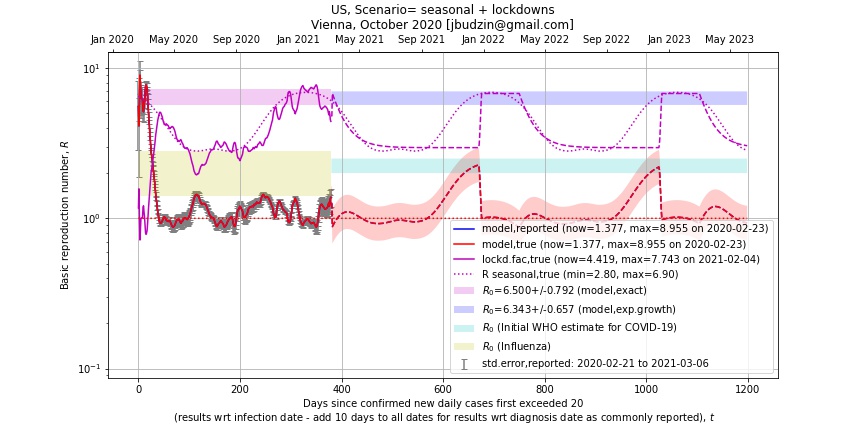 US, Scenario= seasonal + lockdowns
Vienna, October 2020 [jbudzin@gmail.com]
Jan 2020 May 2020 Sep 2020 Jan 2021 May 2021 Sep 2021 Jan 2022 May 2022 Sep 2022 Jan 2023 May 2023
10¹
10⁰
10⁻¹
Basic reproduction number, R
model,reported (now=1.377, max=8.955 on 2020-02-23)
model,true (now=1.377, max=8.955 on 2020-02-23)
lockd.fac,true (now=4.419, max=7.743 on 2021-02-04)
R seasonal,true (min=2.80, max=6.90)
R₀=6.500+/-0.792 (model,exact)
R₀=6.343+/-0.657 (model,exp.growth)
R₀ (Initial WHO estimate for COVID-19)
R₀ (Influenza)
std.error,reported: 2020-02-21 to 2021-03-06
0 200 400 600 800 1000 1200
Days since confirmed new daily cases first exceeded 20
(results wrt infection date - add 10 days to all dates for results wrt diagnosis date as commonly reported), t